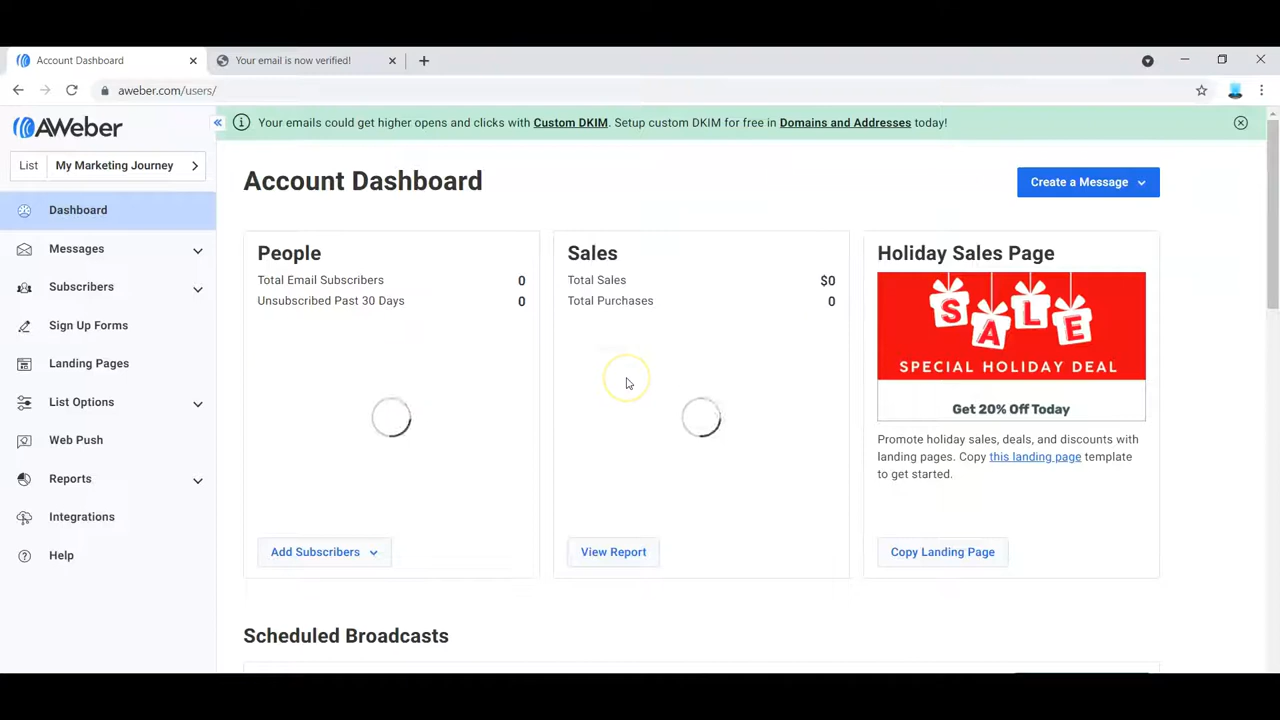 Account Dashboard
Your email is now verified!
aweber.com/users/
AWeber
Your emails could get higher opens and clicks with Custom DKIM. Setup custom DKIM for free in Domains and Addresses today!
List My Marketing Journey
Dashboard
Messages
Subscribers
Sign Up Forms
Landing Pages
List Options
Web Push
Reports
Integrations
Help
Account Dashboard
Create a Message
People
Total Email Subscribers 0
Unsubscribed Past 30 Days 0
Add Subscribers
Sales
Total Sales $0
Total Purchases 0
View Report
Holiday Sales Page
SALE
SPECIAL HOLIDAY DEAL
Get 20% Off Today
Promote holiday sales, deals, and discounts with
landing pages. Copy this landing page template
to get started.
Copy Landing Page
Scheduled Broadcasts